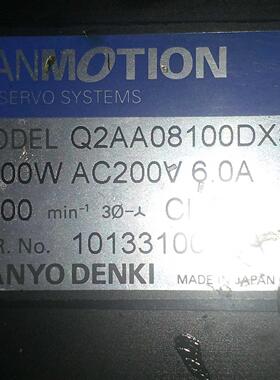 ANMOTION
SERVO SYSTEMS
ODEL Q2AA08100DX
00W AC200V 6.0A
00 min-1 3Ø-⅄ C
R. No. 10133100
ANYO DENKI MADE IN JAPAN